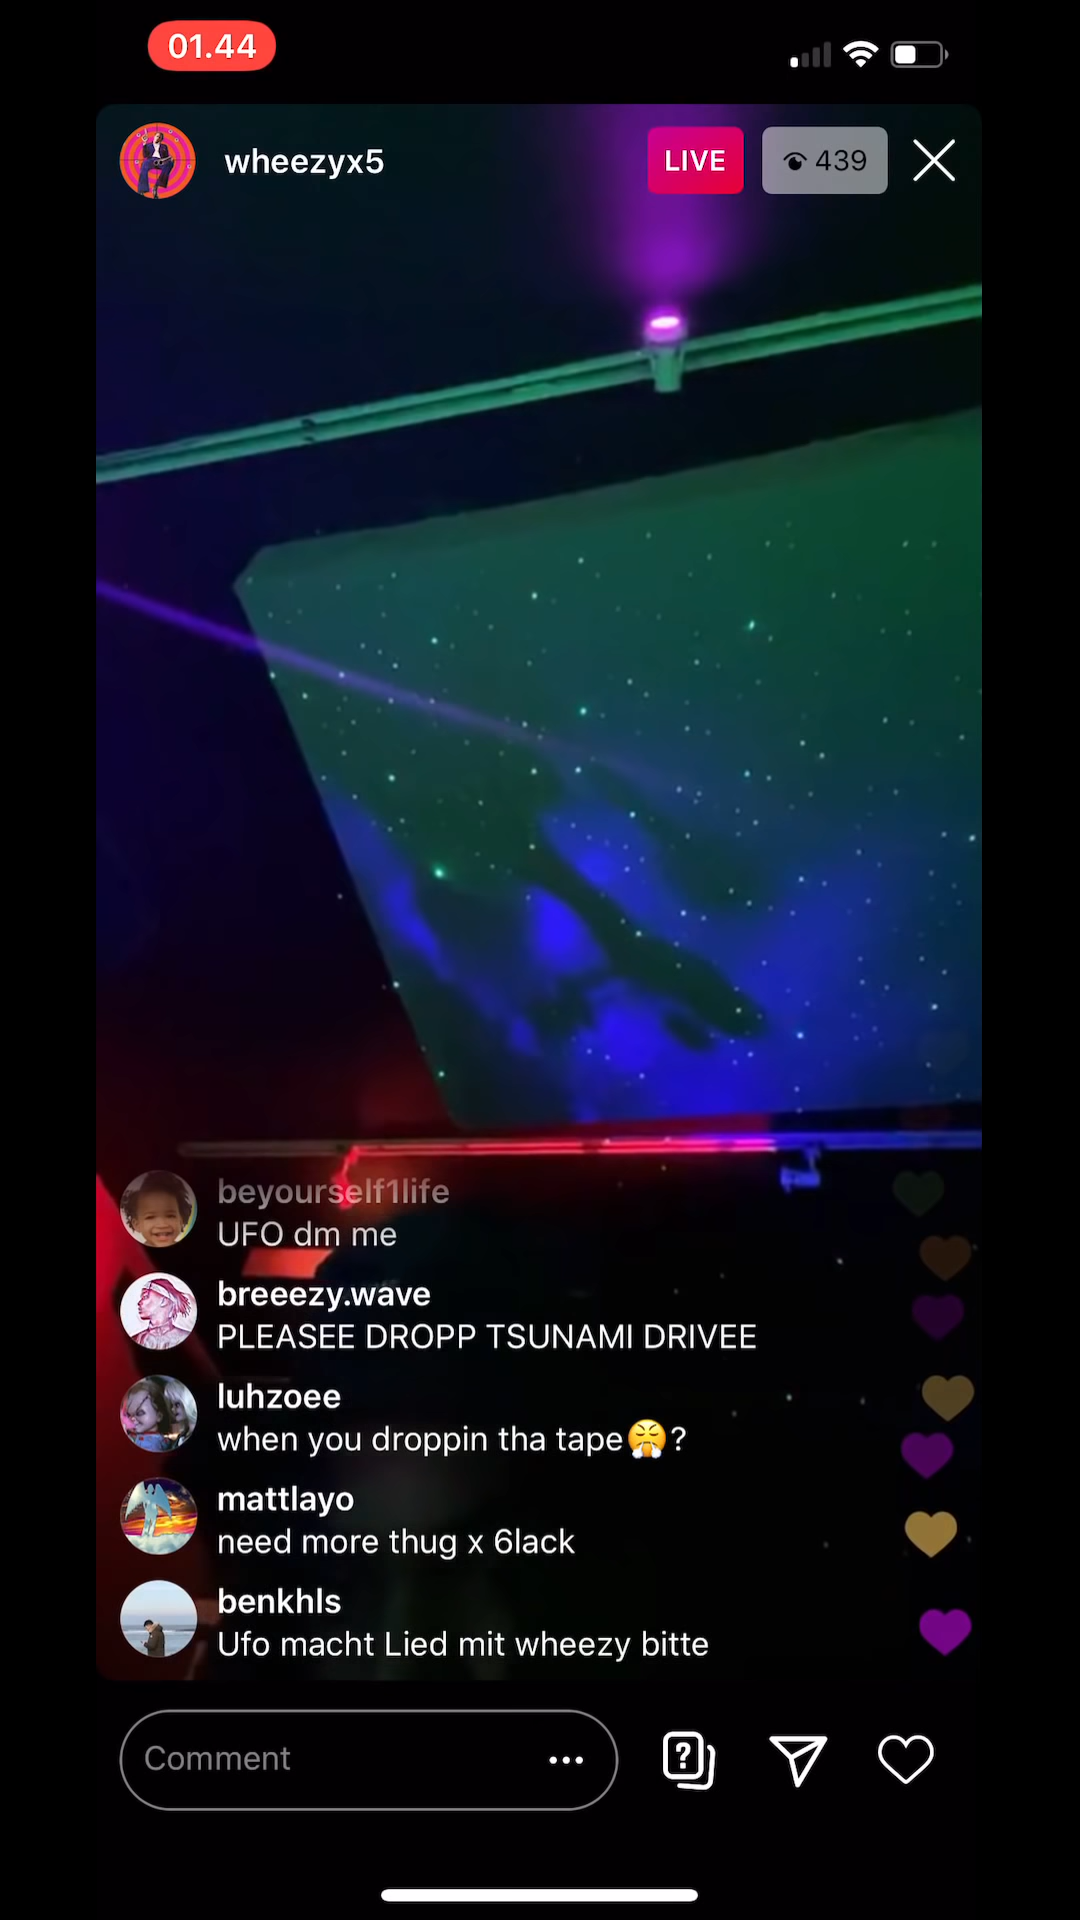 01.44
wheezyx5
LIVE
439
beyourself1life
UFO dm me
breeezy.wave
PLEASEE DROPP TSUNAMI DRIVEE
luhzoee
when you droppin tha tape😤?
mattlayo
need more thug x 6lack
benkhls
Ufo macht Lied mit wheezy bitte
Comment